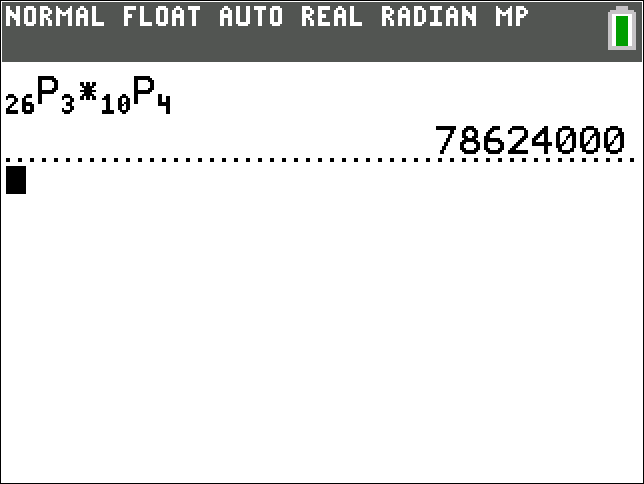 NORMAL FLOAT AUTO REAL RADIAN MP
₂₆P₃*₁₀P₄
78624000